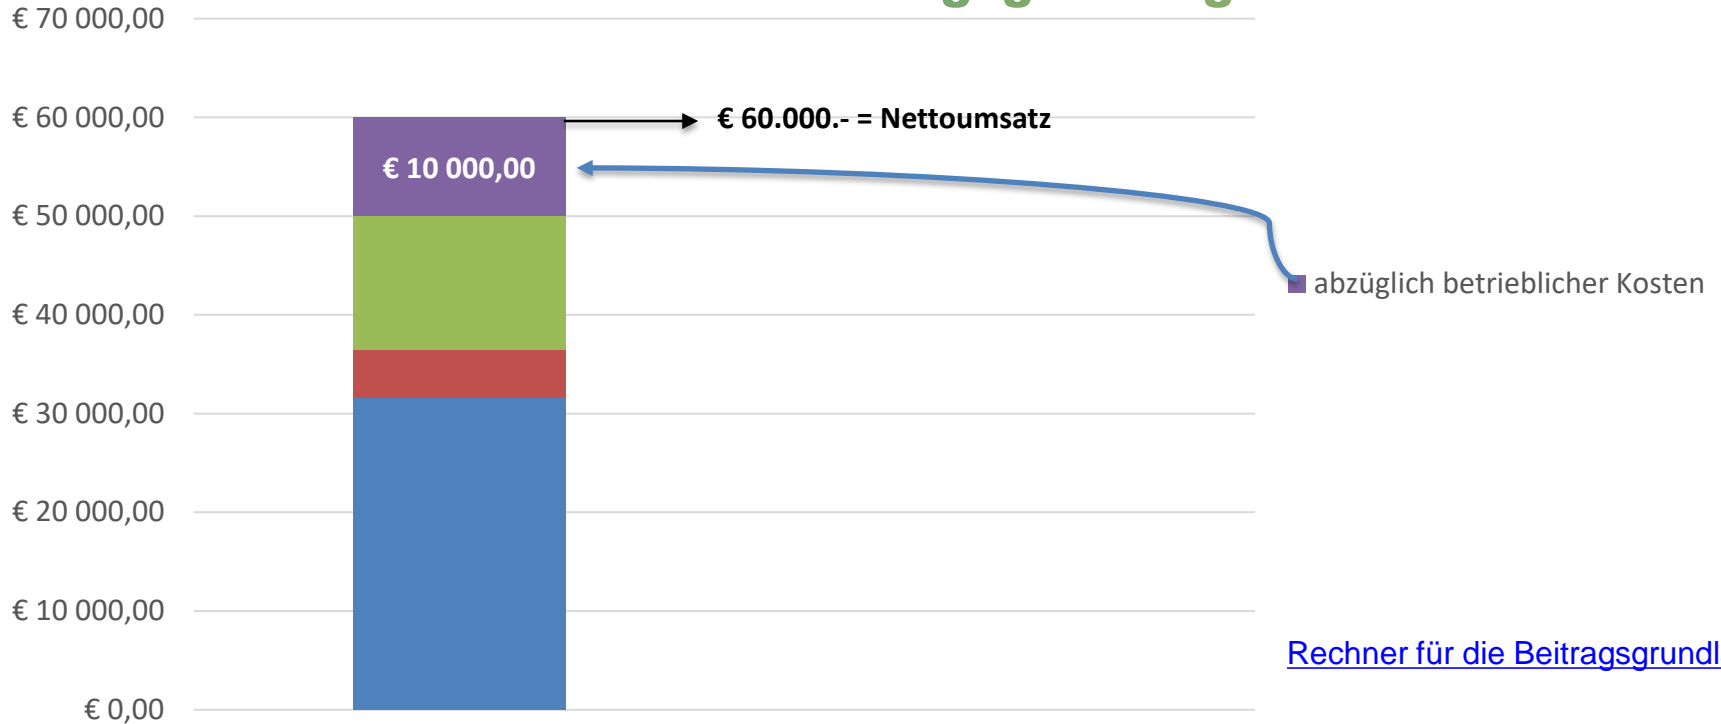 € 70 000,00
€ 60 000,00
€ 60.000.- = Nettoumsatz
€ 10 000,00
€ 50 000,00
abzüglich betrieblicher Kosten
€ 40 000,00
€ 30 000,00
€ 20 000,00
€ 10 000,00
Rechner für die Beitragsgrundl
€ 0,00